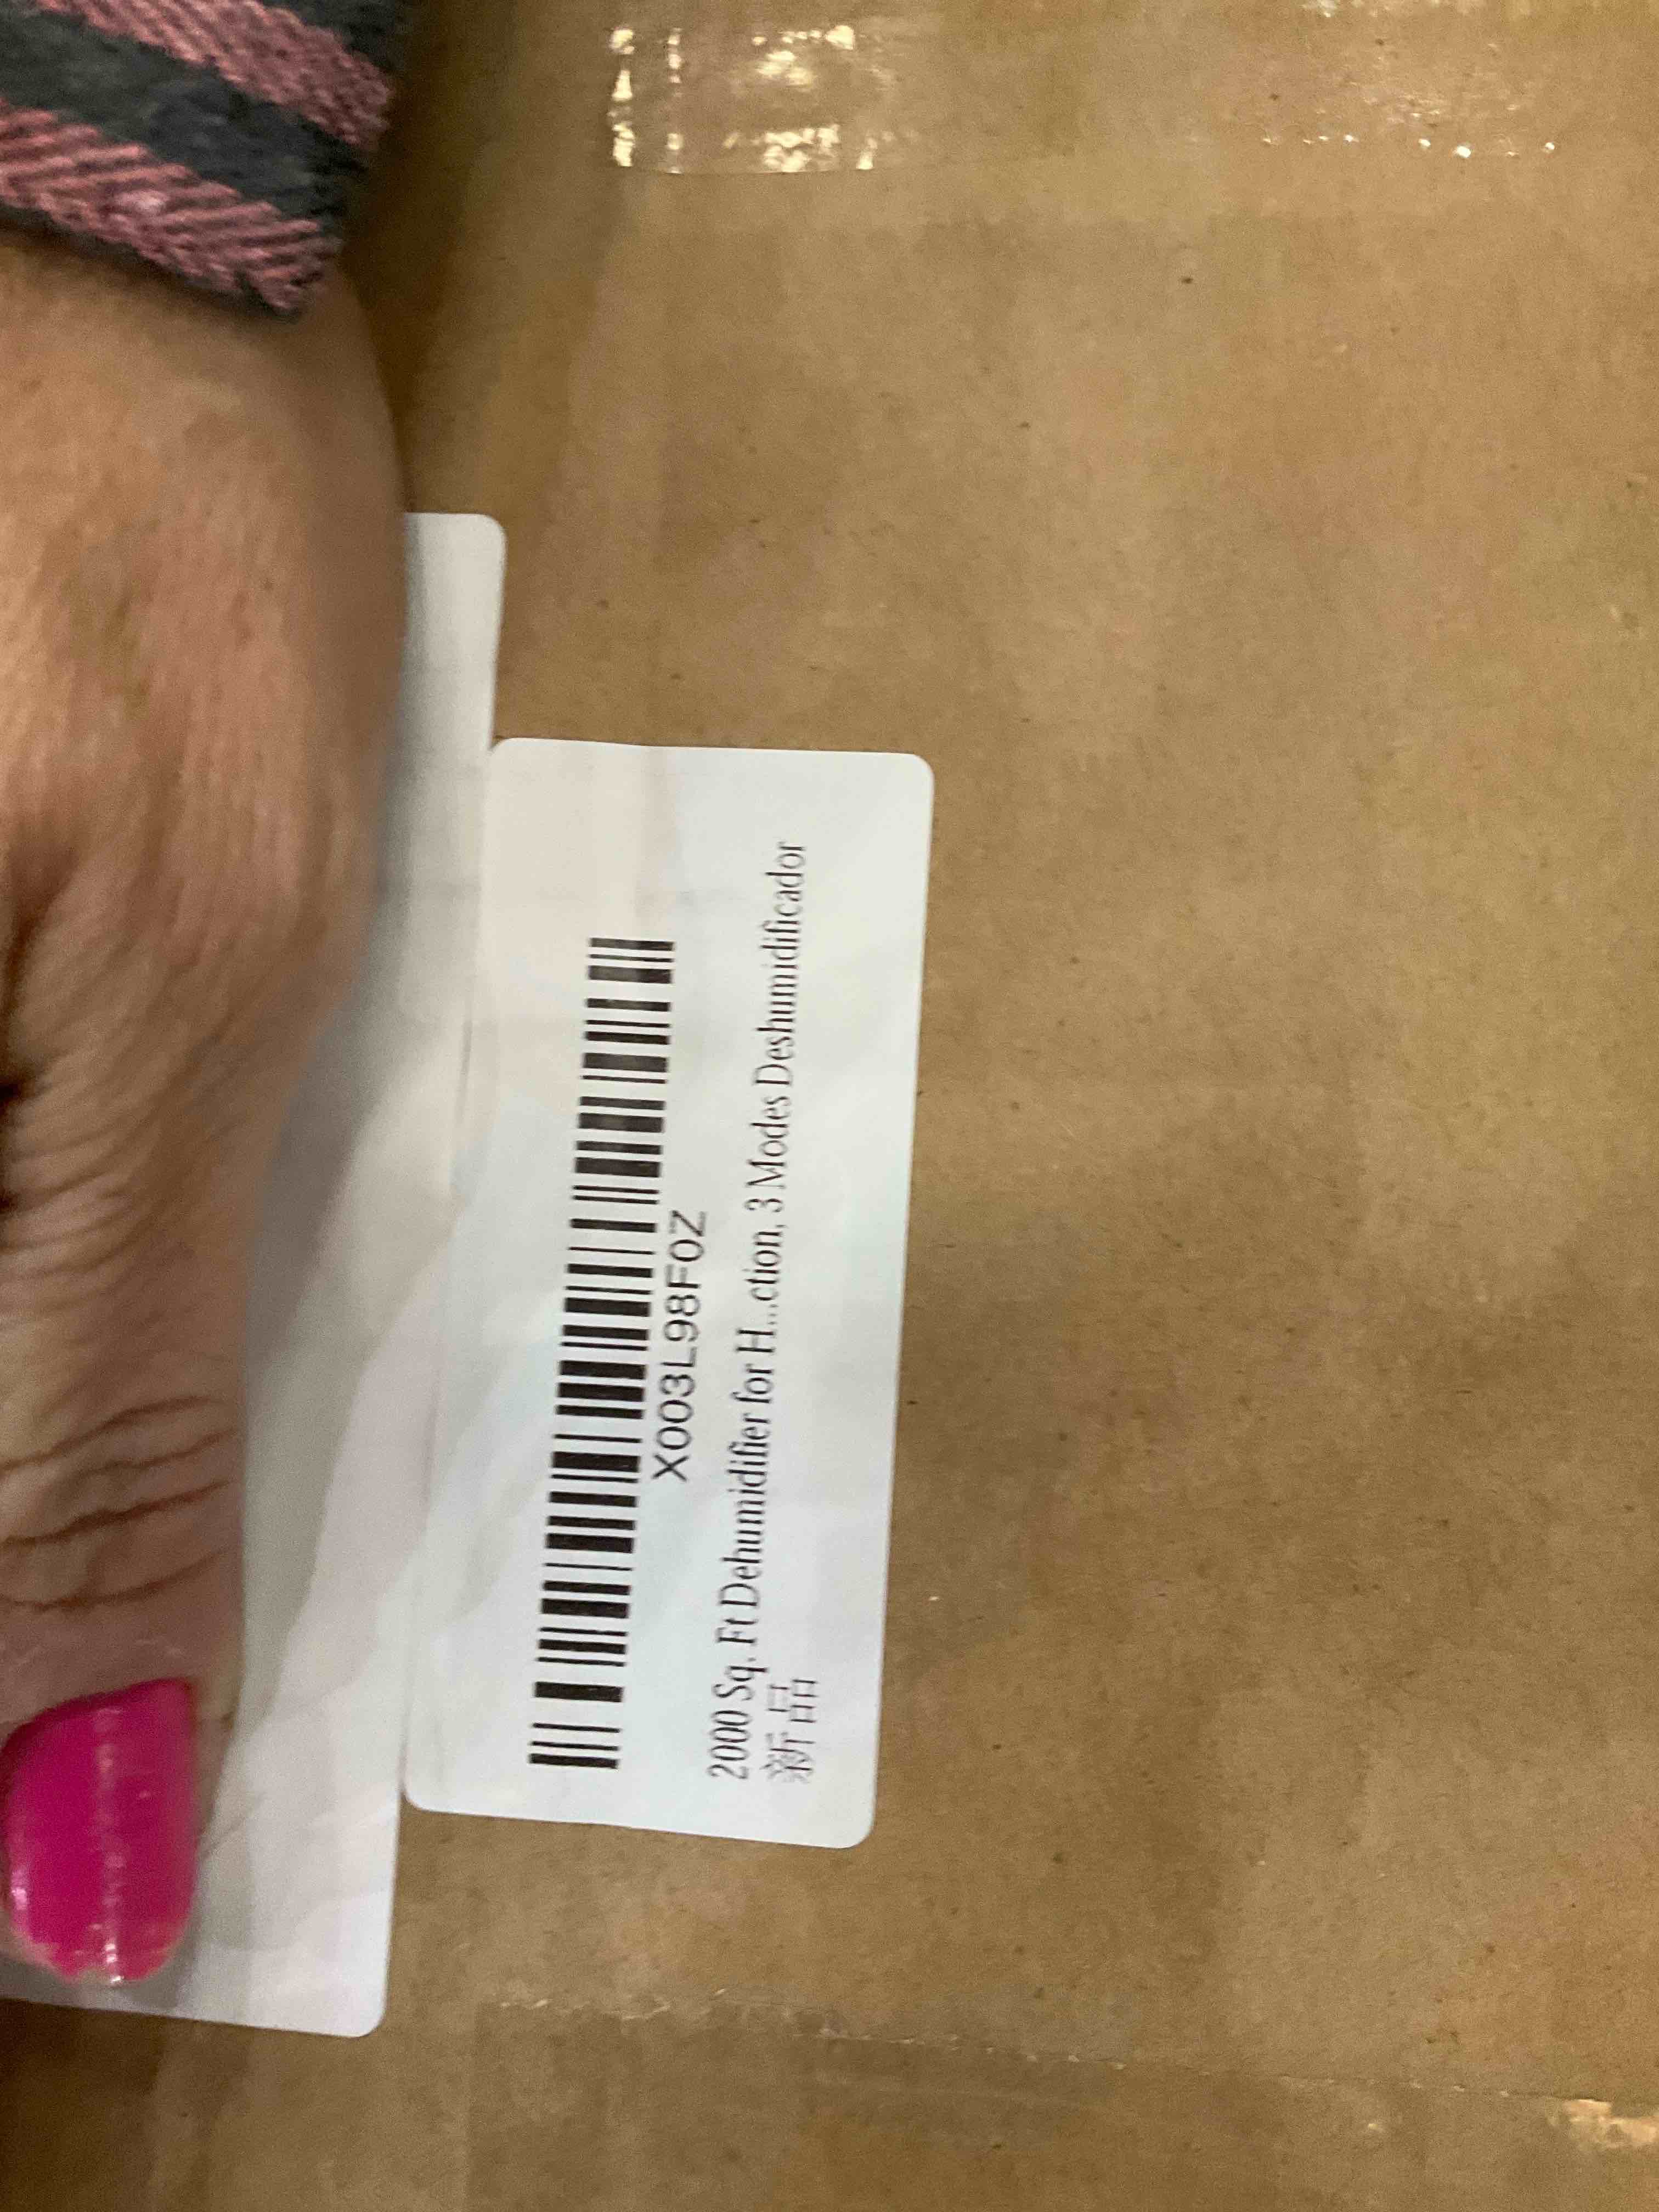 X003L98F0Z
2000 Sq. Ft Dehumidifier for H...ction, 3 Modes Deshumidificador
新品